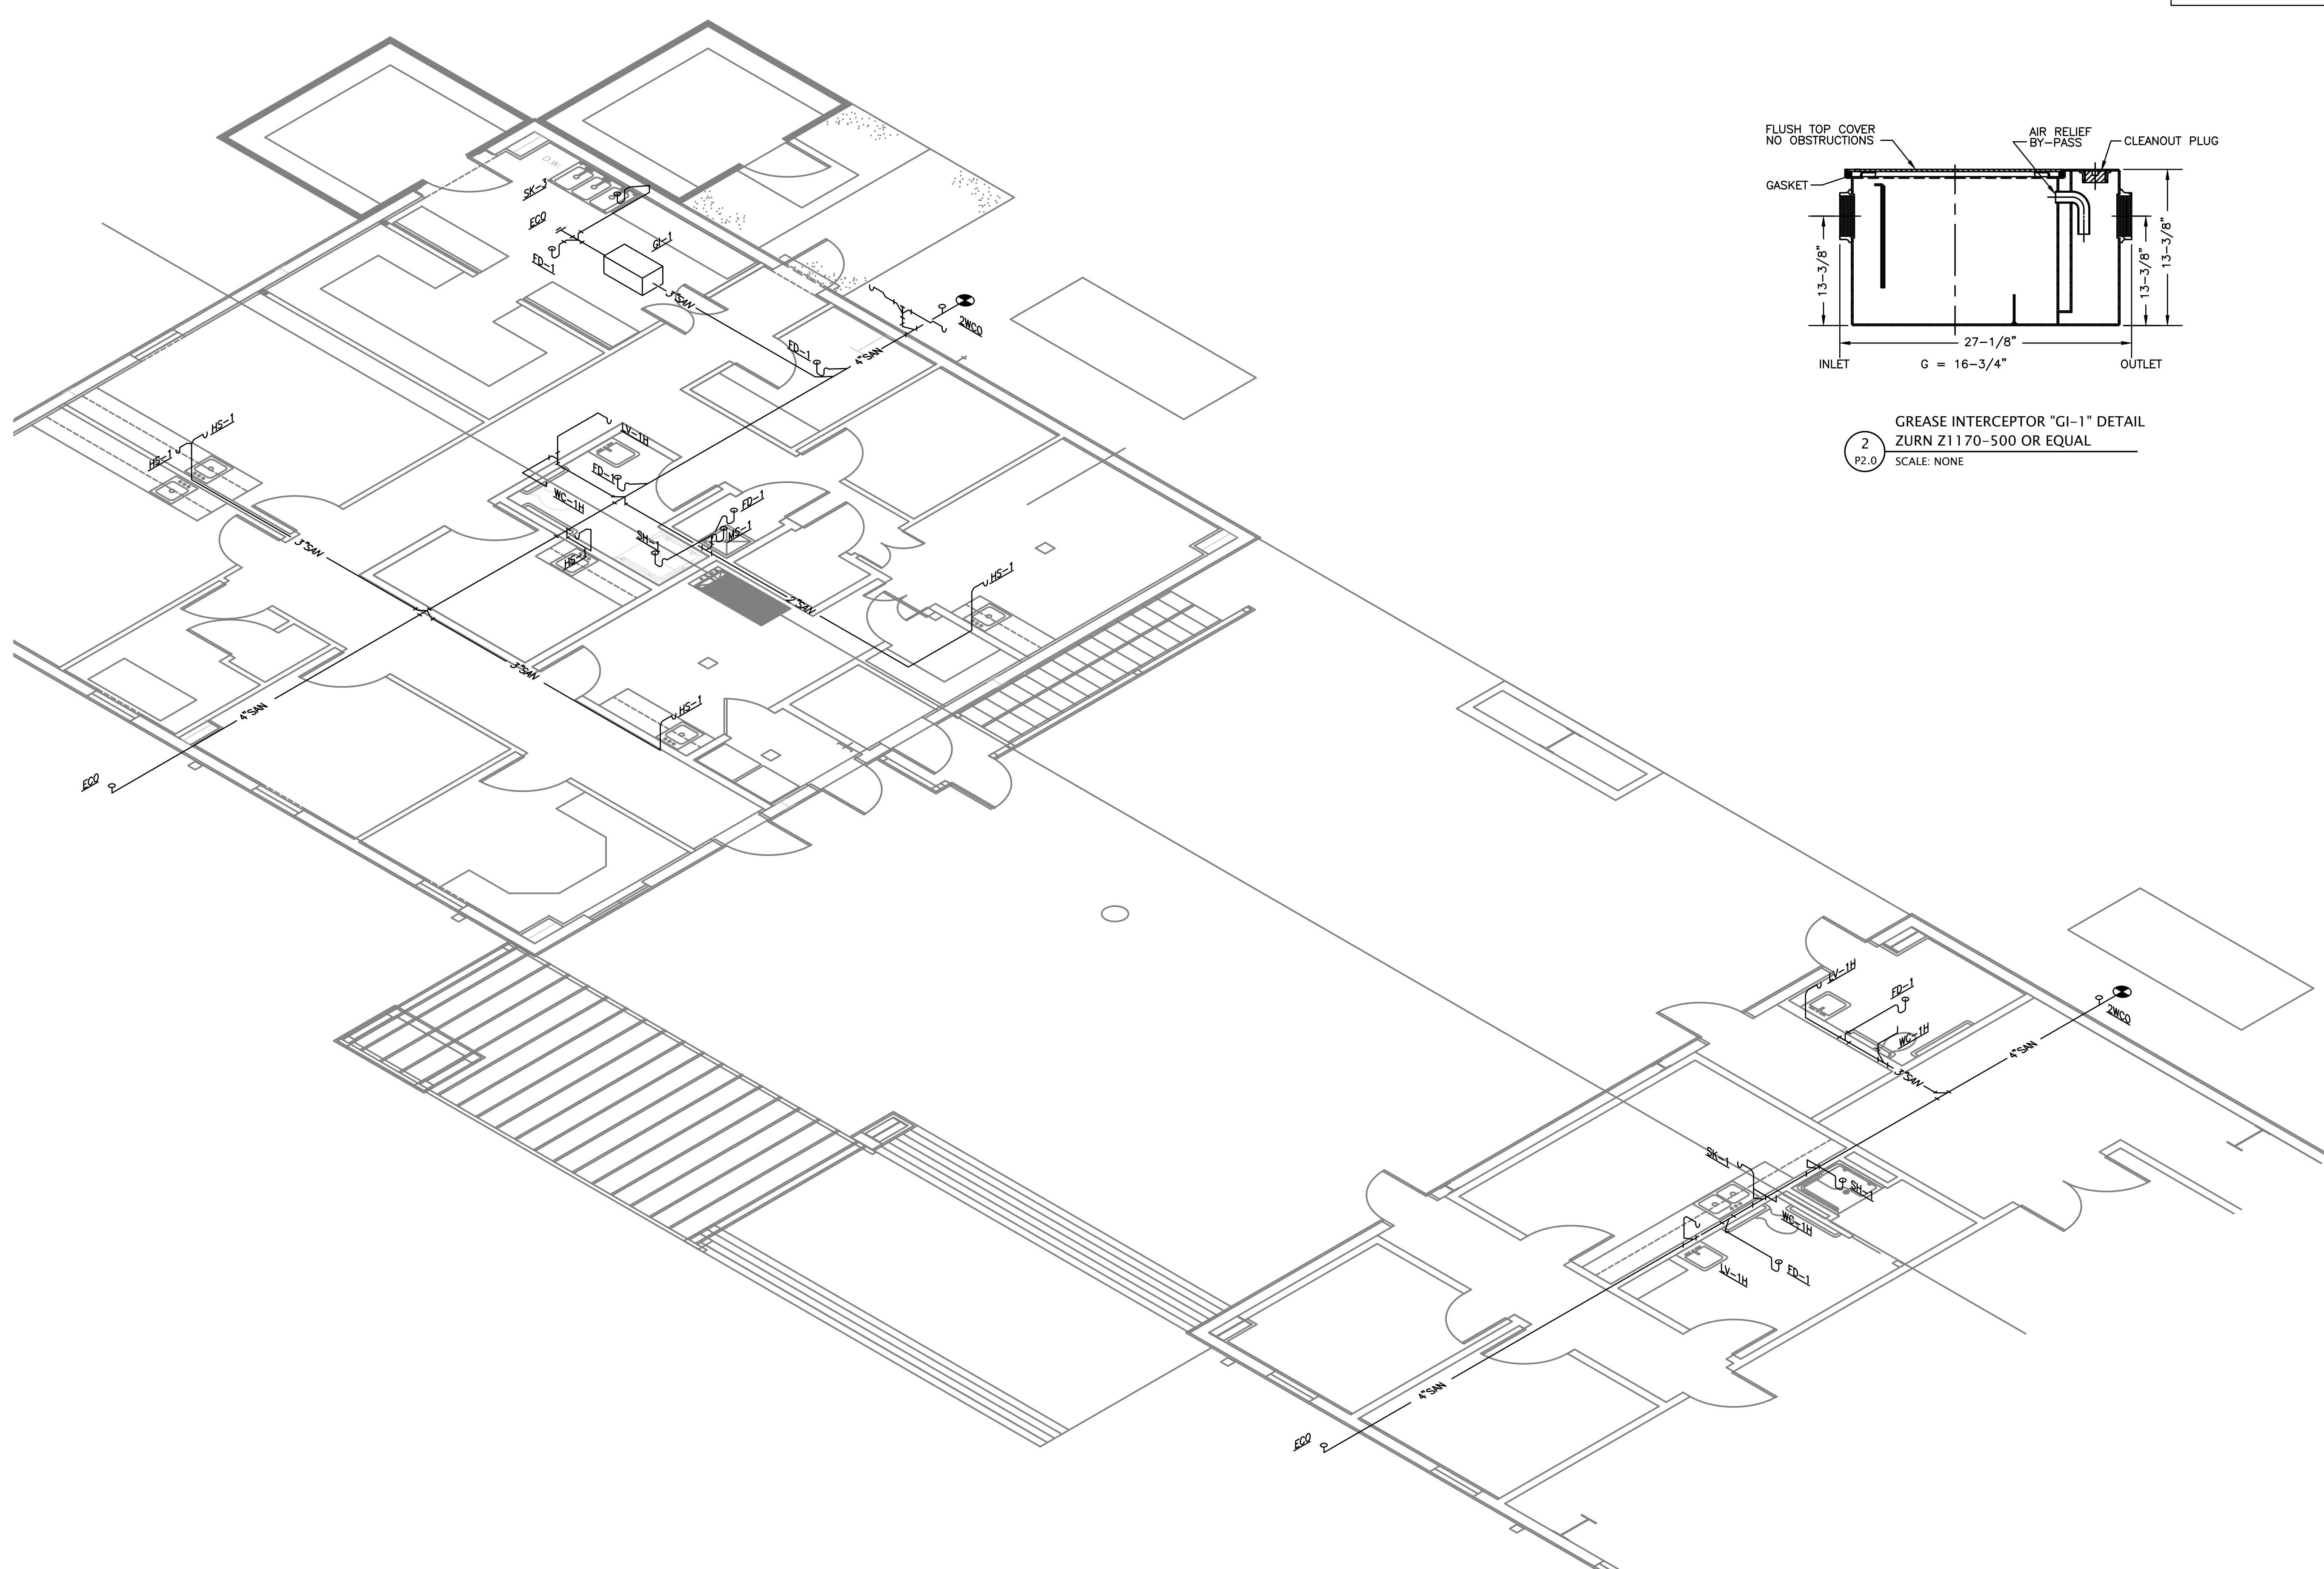 FLUSH TOP COVER
NO OBSTRUCTIONS
AIR RELIEF
BY-PASS
CLEANOUT PLUG
GASKET
13-3/8"
13-3/8"
13-3/8"
27-1/8"
INLET
G = 16-3/4"
OUTLET
GREASE INTERCEPTOR "GI-1" DETAIL
2
ZURN Z1170-500 OR EQUAL
P2.0
SCALE: NONE
D.W
SK-3
ECO
GI-1
FD-1
3"SAN
2WCO
FD-1
4"SAN
HS-1
HS-1
LV-1H
FD-1
WC-1H
FD-1
MS-1
SH-1
HS-1
3"SAN
HS-1
2"SAN
3"SAN
HS-1
4"SAN
ECO
LV-1H
FD-1
2WCO
WC-1H
4"SAN
3"SAN
SK-1
SH-1
WC-1H
LV-1H
FD-1
4"SAN
ECO